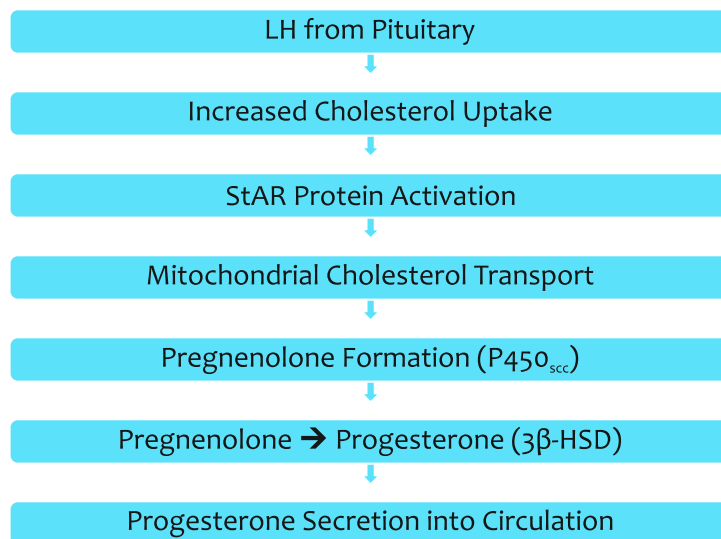 LH from Pituitary
Increased Cholesterol Uptake
StAR Protein Activation
Mitochondrial Cholesterol Transport
Pregnenolone Formation (P450scc)
Pregnenolone ➔ Progesterone (3β-HSD)
Progesterone Secretion into Circulation